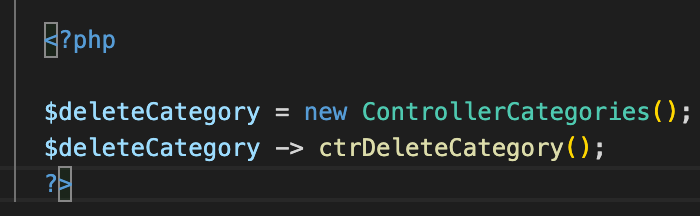 <?php
$deleteCategory = new ControllerCategories();
$deleteCategory -> ctrDeleteCategory();
?>